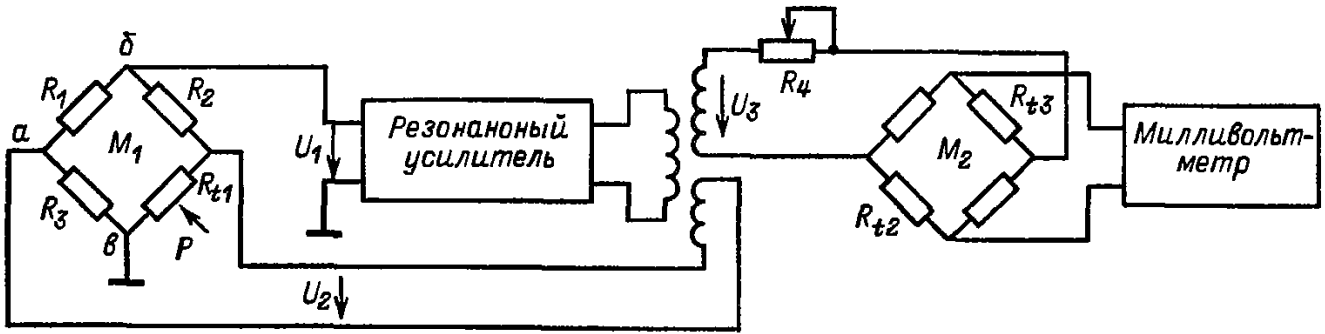 б
R1
R2
а
M1
R3
Rt1
в
P
U1
Резонаноный
усилитель
U2
U3
R4
Rt3
M2
Rt2
Милливольт-
метр